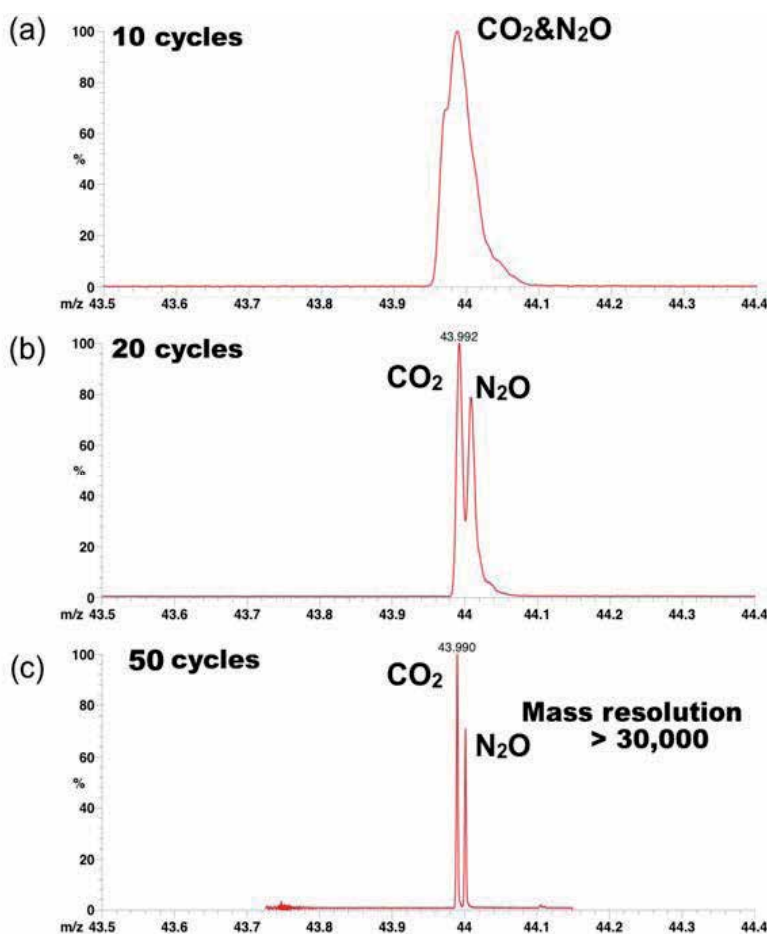 (a)
10 cycles
CO₂&N₂O
100
80
60
%
40
20
0
m/z 43.5 43.6 43.7 43.8 43.9 44 44.1 44.2 44.3 44.4
(b)
20 cycles
43.992
CO₂
N₂O
100
80
60
%
40
20
0
m/z 43.5 43.6 43.7 43.8 43.9 44 44.1 44.2 44.3 44.4
(c)
50 cycles
43.990
CO₂
N₂O
Mass resolution
> 30,000
100
80
60
%
40
20
0
m/z 43.5 43.6 43.7 43.8 43.9 44 44.1 44.2 44.3 44.4